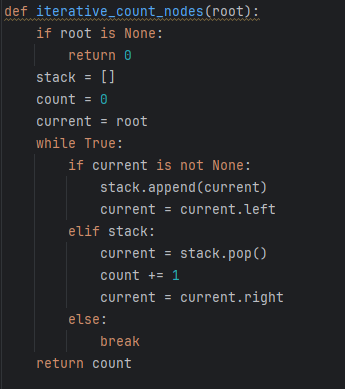 def iterative_count_nodes(root):
    if root is None:
        return 0
    stack = []
    count = 0
    current = root
    while True:
        if current is not None:
            stack.append(current)
            current = current.left
        elif stack:
            current = stack.pop()
            count += 1
            current = current.right
        else:
            break
    return count